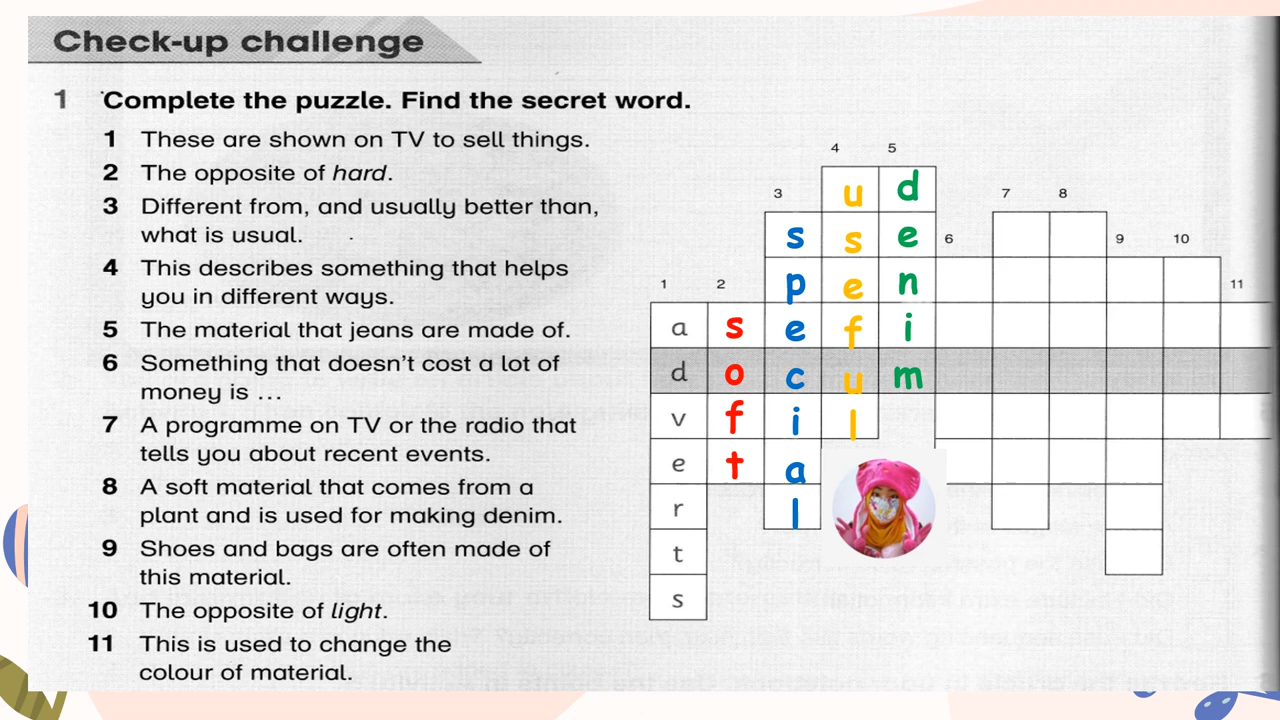 Check-up challenge
1 Complete the puzzle. Find the secret word.
1 These are shown on TV to sell things.
2 The opposite of hard.
3 Different from, and usually better than,
what is usual.
4 This describes something that helps
you in different ways.
5 The material that jeans are made of.
6 Something that doesn't cost a lot of
money is ...
7 A programme on TV or the radio that
tells you about recent events.
8 A soft material that comes from a
plant and is used for making denim.
9 Shoes and bags are often made of
this material.
10 The opposite of light.
11 This is used to change the
colour of material.
4 5
u d
3 7 8
s s e 6 9 10
1 2 p e n 11
a s e f i
d o c u m
v f i l
e t a
r l
t
s